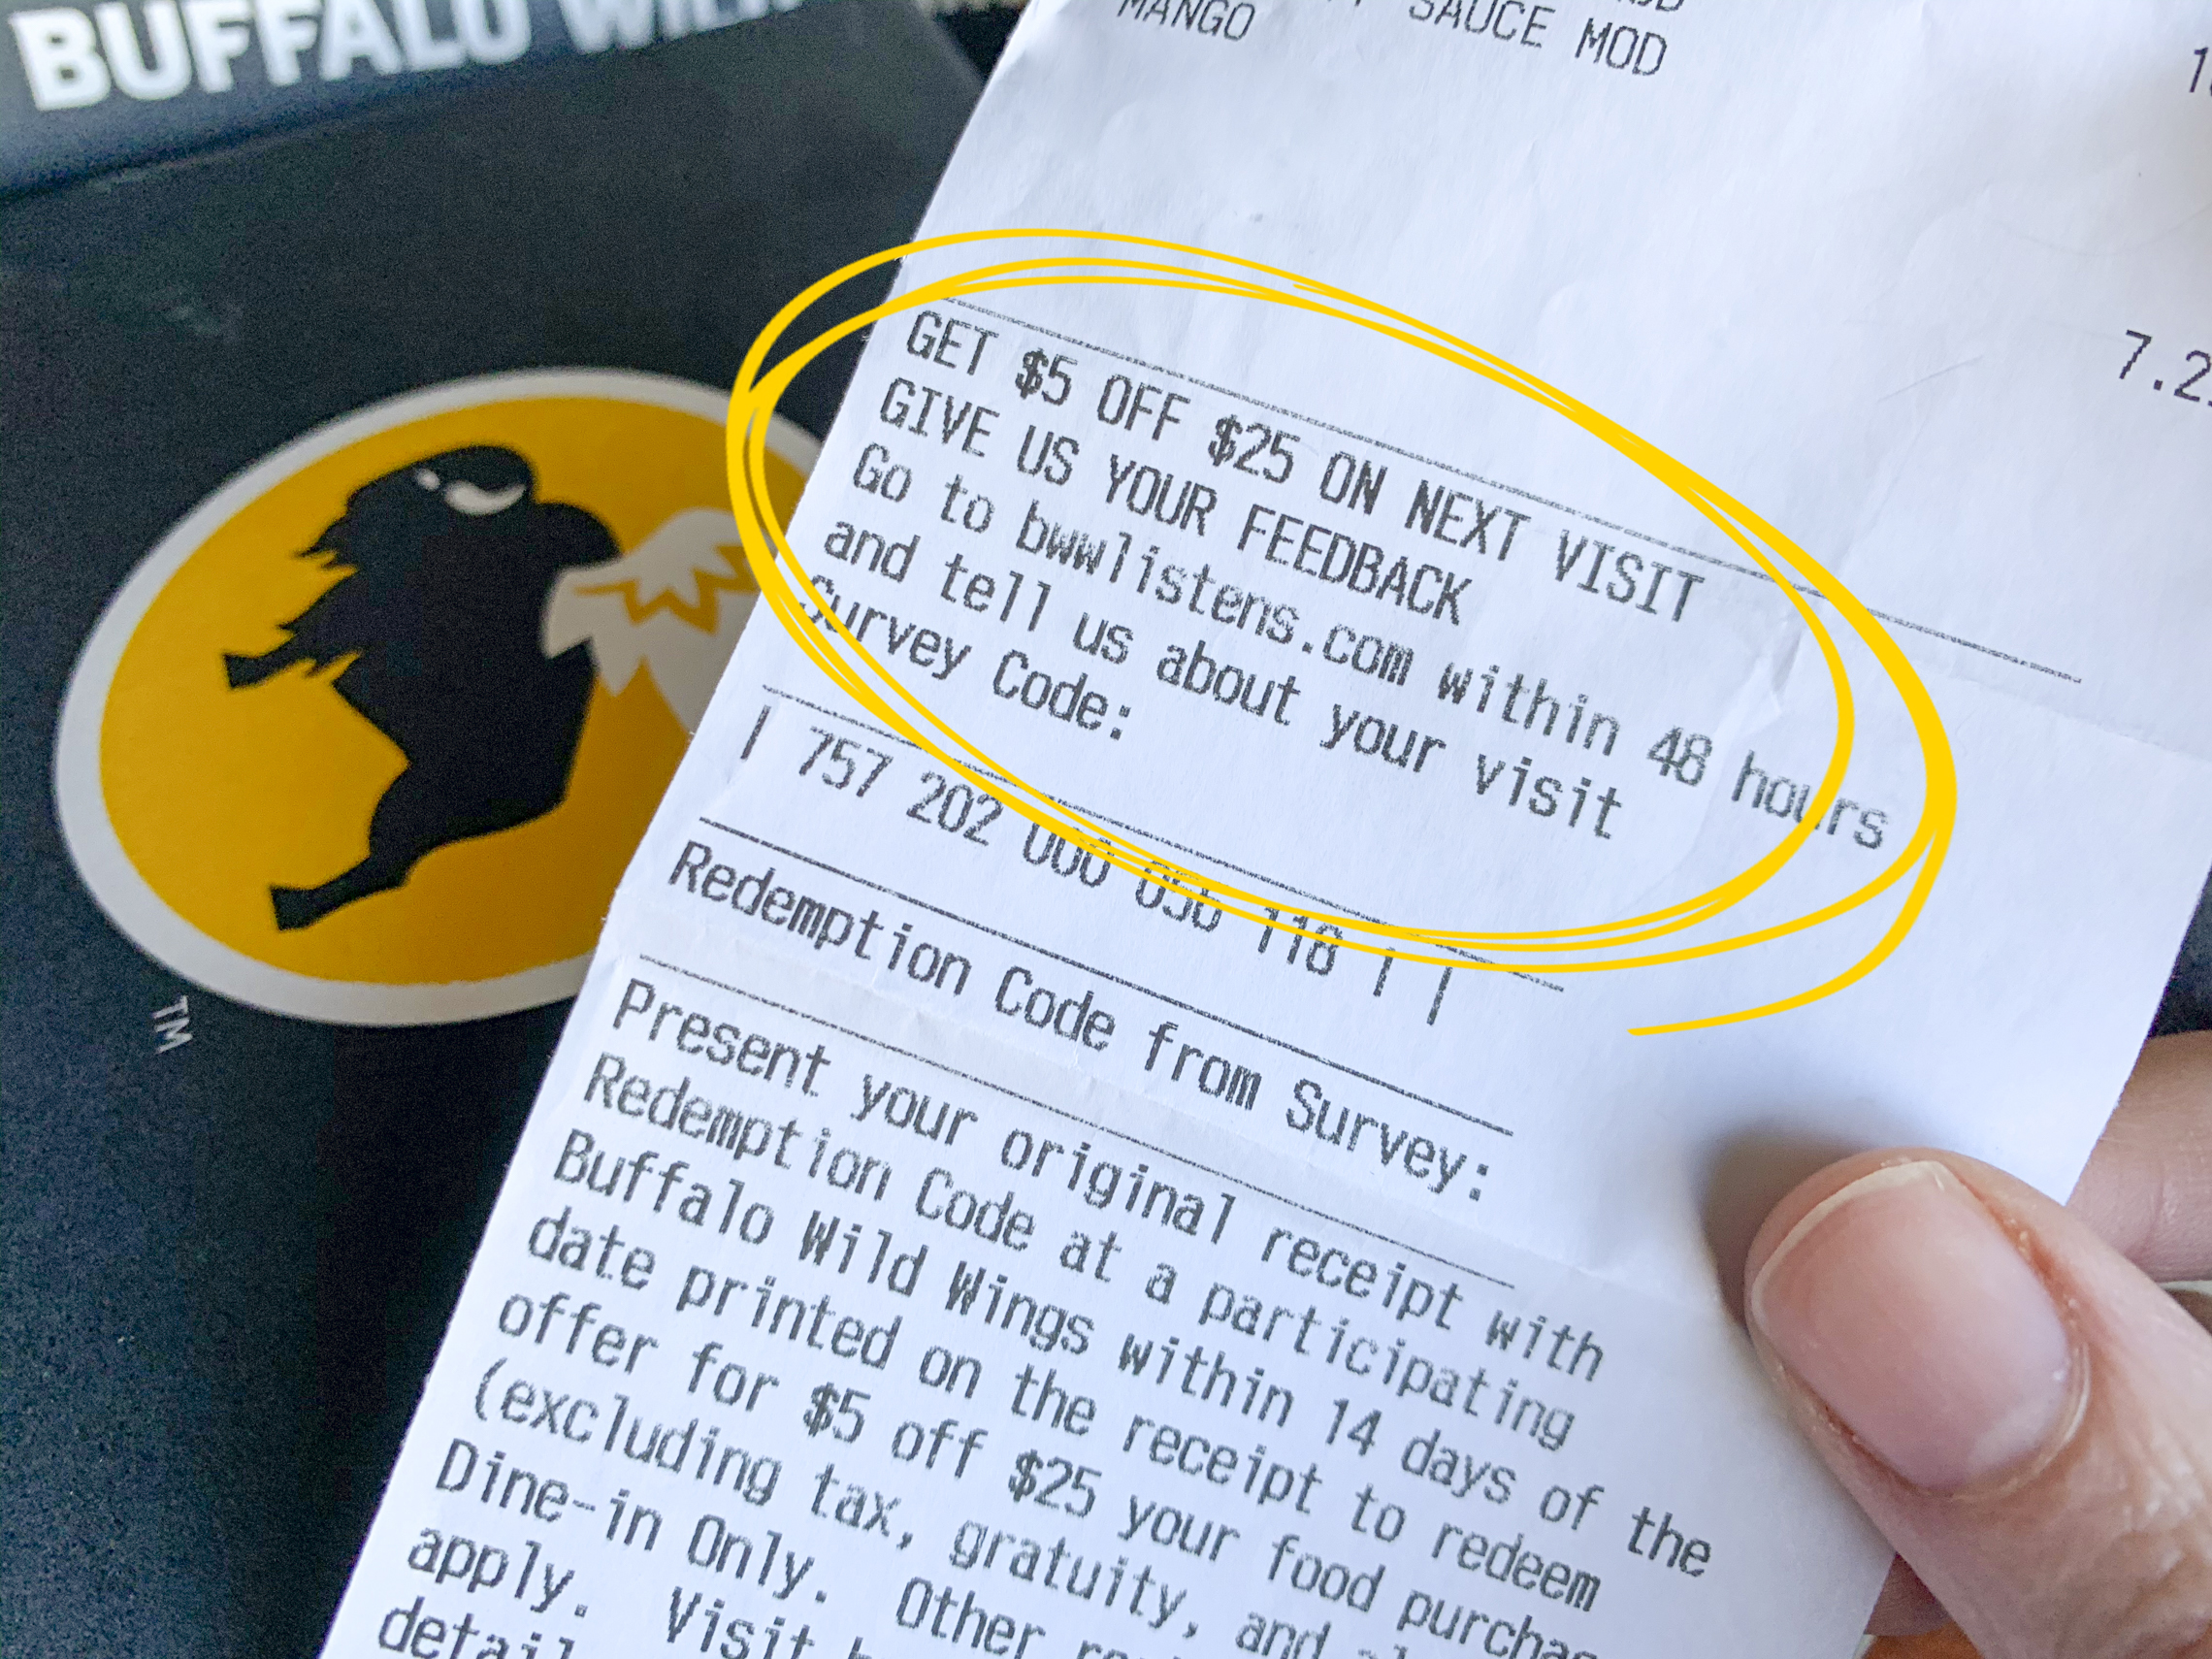 BUFFALO
SAUCE MOD
MANGO
GET $5 OFF $25 ON NEXT VISIT
GIVE US YOUR FEEDBACK
Go to bwwlistens.com within 48 hours
and tell us about your visit
Survey Code:
| 757 202 000 056 118 | |
Redemption Code from Survey:
Present your original receipt with
Redemption Code at a participating
Buffalo Wild Wings within 14 days of the
date printed on the receipt to redeem
offer for $5 off $25 your food
(excluding tax, gratuity, and
Dine-in Only. Other
apply. Visit
TM